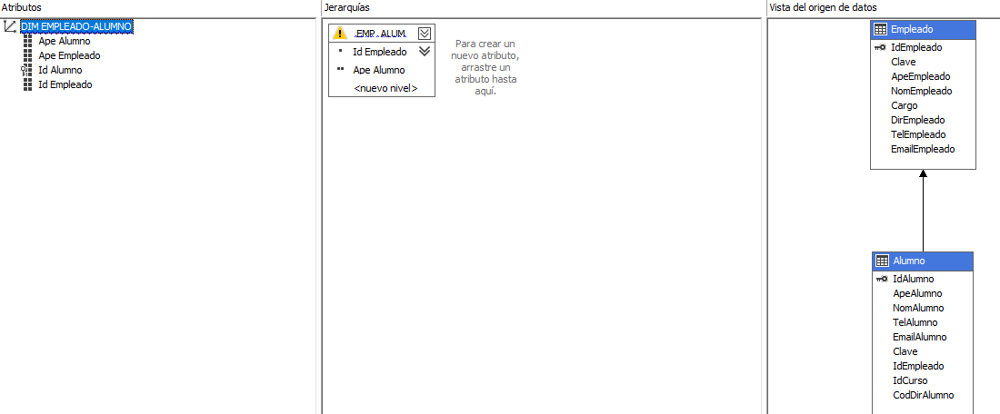 Atributos
DIM EMPLEADO-ALUMNO
Ape Alumno
Ape Empleado
Id Alumno
Id Empleado
Jerarquías
.EMP_ALUM.
Id Empleado
Ape Alumno
<nuevo nivel>
Para crear un
nuevo atributo,
arrastre un
atributo hasta
aquí.
Vista del origen de datos
Empleado
IdEmpleado
Clave
ApeEmpleado
NomEmpleado
Cargo
DirEmpleado
TelEmpleado
EmailEmpleado
Alumno
IdAlumno
ApeAlumno
NomAlumno
TelAlumno
EmailAlumno
Clave
IdEmpleado
IdCurso
CodDirAlumno